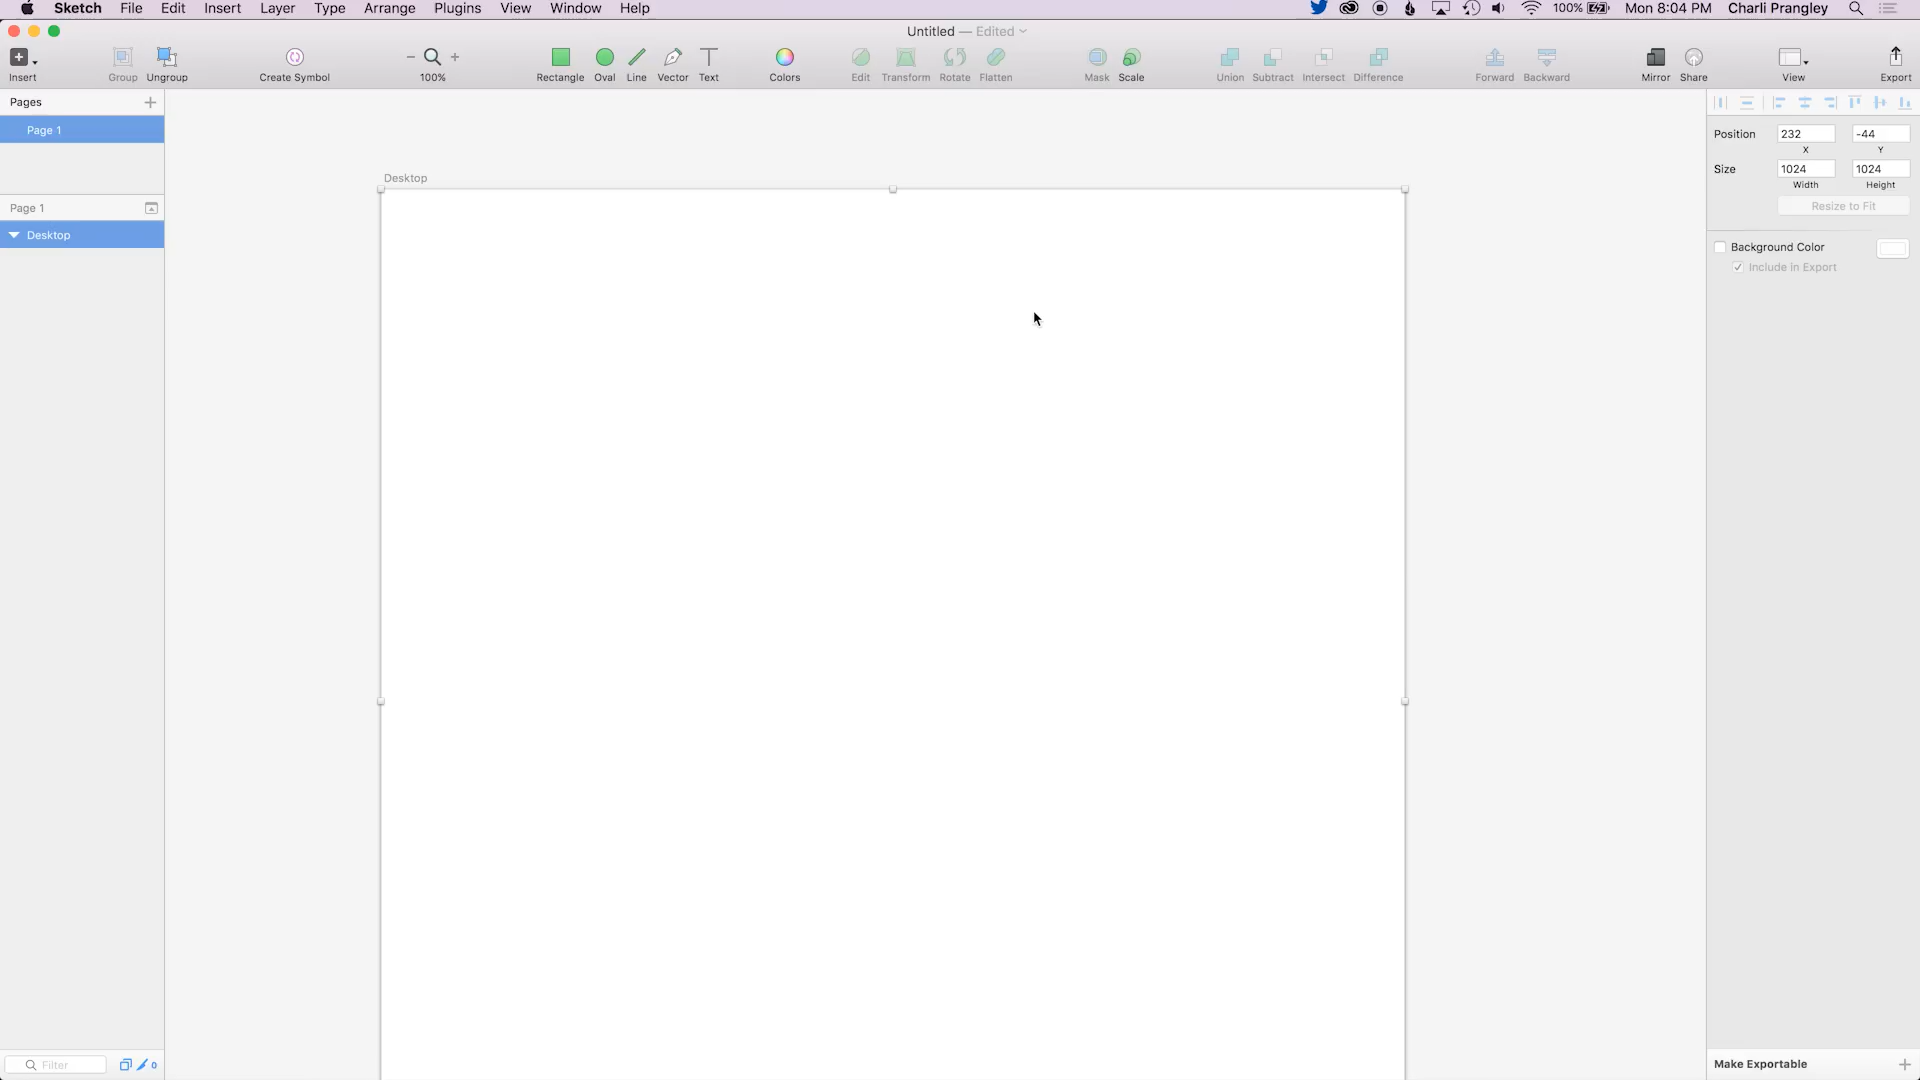 Sketch File Edit Insert Layer Type Arrange Plugins View Window Help 100% Mon 8:04 PM Charli Prangley
Untitled — Edited
Insert Group Ungroup Create Symbol 100% Rectangle Oval Line Vector Text Colors Edit Transform Rotate Flatten Mask Scale Union Subtract Intersect Difference Forward Backward Mirror Share View Export
Pages
Page 1
Page 1
Desktop
Desktop
Position 232 -44
X Y
Size 1024 1024
Width Height
Resize to Fit
Background Color
Include in Export
Filter 0
Make Exportable